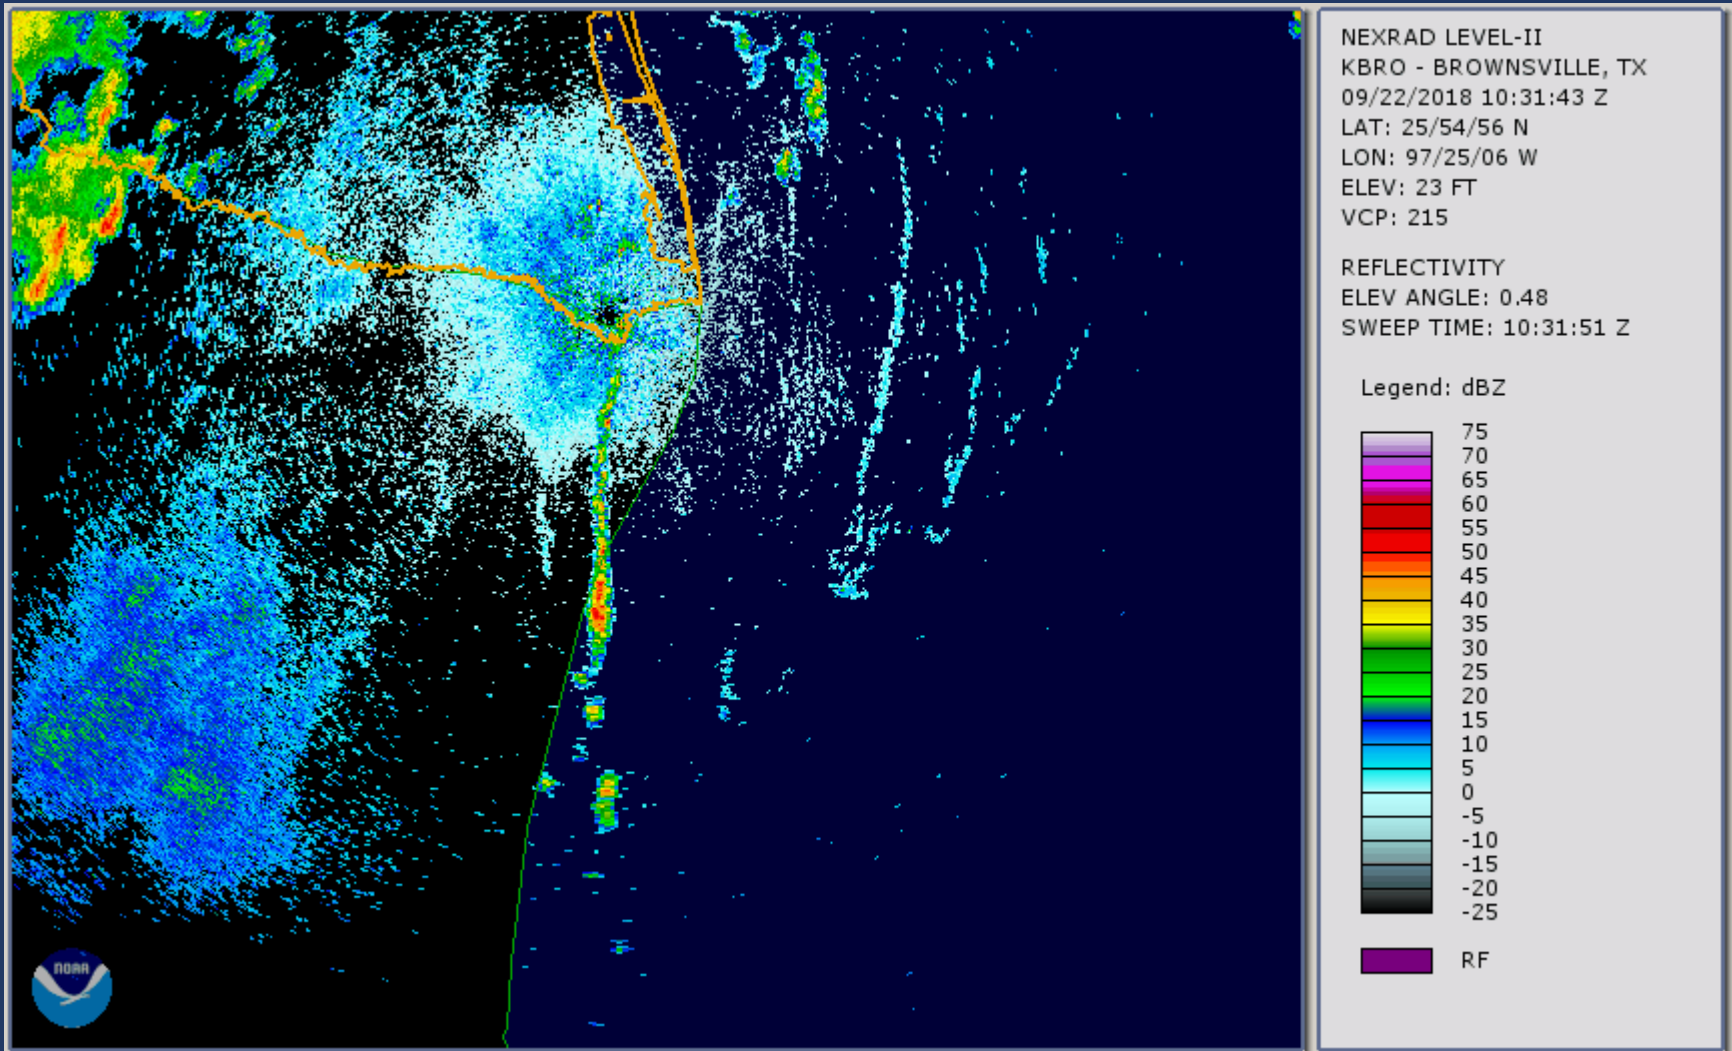 NEXRAD LEVEL-II
KBRO - BROWNSVILLE, TX
09/22/2018 10:31:43 Z
LAT: 25/54/56 N
LON: 97/25/06 W
ELEV: 23 FT
VCP: 215
REFLECTIVITY
ELEV ANGLE: 0.48
SWEEP TIME: 10:31:51 Z
Legend: dBZ
75
70
65
60
55
50
45
40
35
30
25
20
15
10
5
0
-5
-10
-15
-20
-25
RF
NOAA